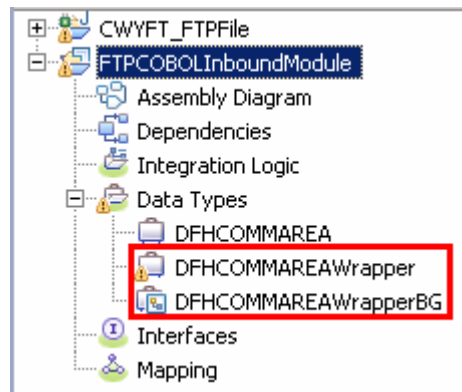 CWYFT_FTPFile
FTPCOBOLInboundModule
Assembly Diagram
Dependencies
Integration Logic
Data Types
DFHCOMMAREA
DFHCOMMAREAWrapper
DFHCOMMAREAWrapperBG
Interfaces
Mapping